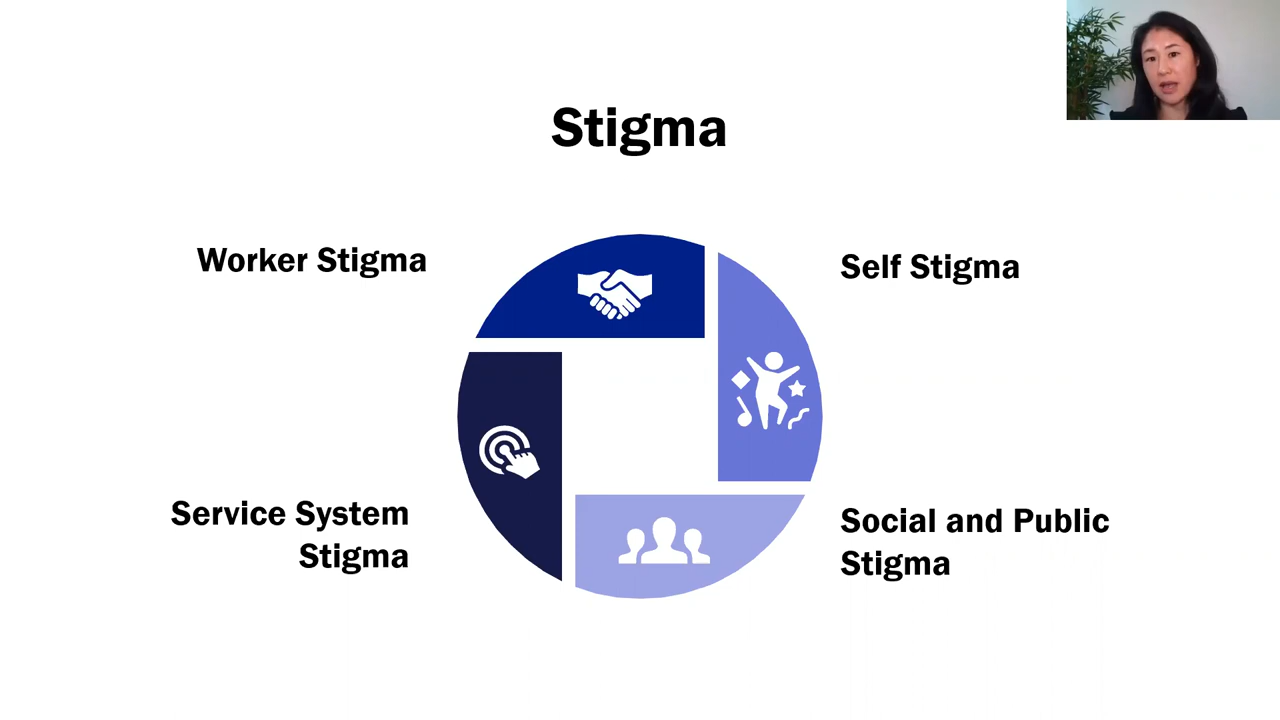 Stigma
Worker Stigma
Self Stigma
Service System
Stigma
Social and Public
Stigma